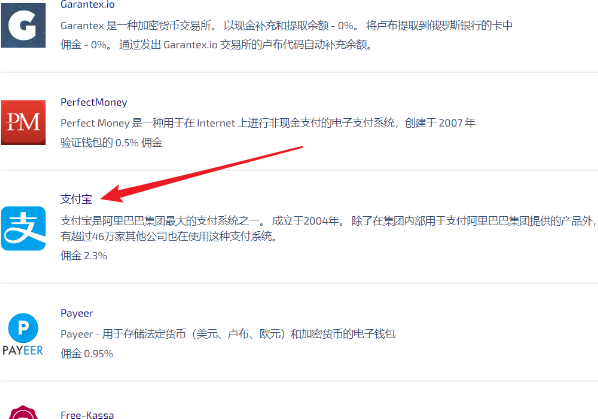 Garantex.io
G
Garantex 是一种加密货币交易所。 以现金补充和提取余额 - 0%。 将卢布提取到俄罗斯银行的卡中
佣金 - 0%。 通过发出 Garantex.io 交易所的卢布代码自动补充余额。
PerfectMoney
PM
Perfect Money 是一种用于在 Internet 上进行非现金支付的电子支付系统，创建于 2007 年
验证钱包的 0.5% 佣金
支付宝
支
支付宝是阿里巴巴集团最大的支付系统之一。 成立于2004年。 除了在集团内部用于支付阿里巴巴集团提供的产品外，
有超过46万家其他公司也在使用这种支付系统。
佣金 2.3%
Payeer
P
PAYEER
Payeer - 用于存储法定货币（美元、卢布、欧元）和加密货币的电子钱包
佣金 0.95%
Free-Kassa